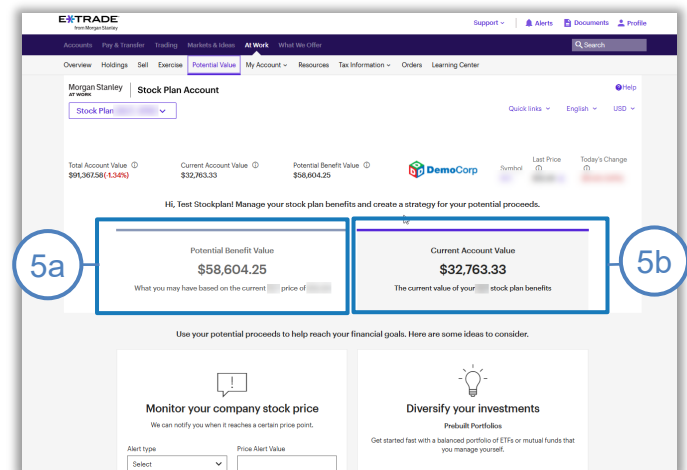 E*TRADE
from Morgan Stanley
Support Alerts Documents Profile
Accounts Pay & Transfer Trading Markets & Ideas At Work What We Offer Search
Overview Holdings Sell Exercise Potential Value My Account Resources Tax Information Orders Learning Center
Morgan Stanley
AT WORK
Stock Plan Account
Help
Stock Plan
Quick links English USD
Total Account Value Current Account Value Potential Benefit Value
$91,367.58(-1.34%) $32,763.33 $58,604.25
DemoCorp
Symbol Last Price Today's Change
Hi, Test Stockplan! Manage your stock plan benefits and create a strategy for your potential proceeds.
5a
Potential Benefit Value
$58,604.25
What you may have based on the current price of
Current Account Value
$32,763.33
The current value of your stock plan benefits
5b
Use your potential proceeds to help reach your financial goals. Here are some ideas to consider.
Monitor your company stock price
We can notify you when it reaches a certain price point.
Alert type Price Alert Value
Select
Diversify your investments
Prebuilt Portfolios
Get started fast with a balanced portfolio of ETFs or mutual funds that
you manage yourself.